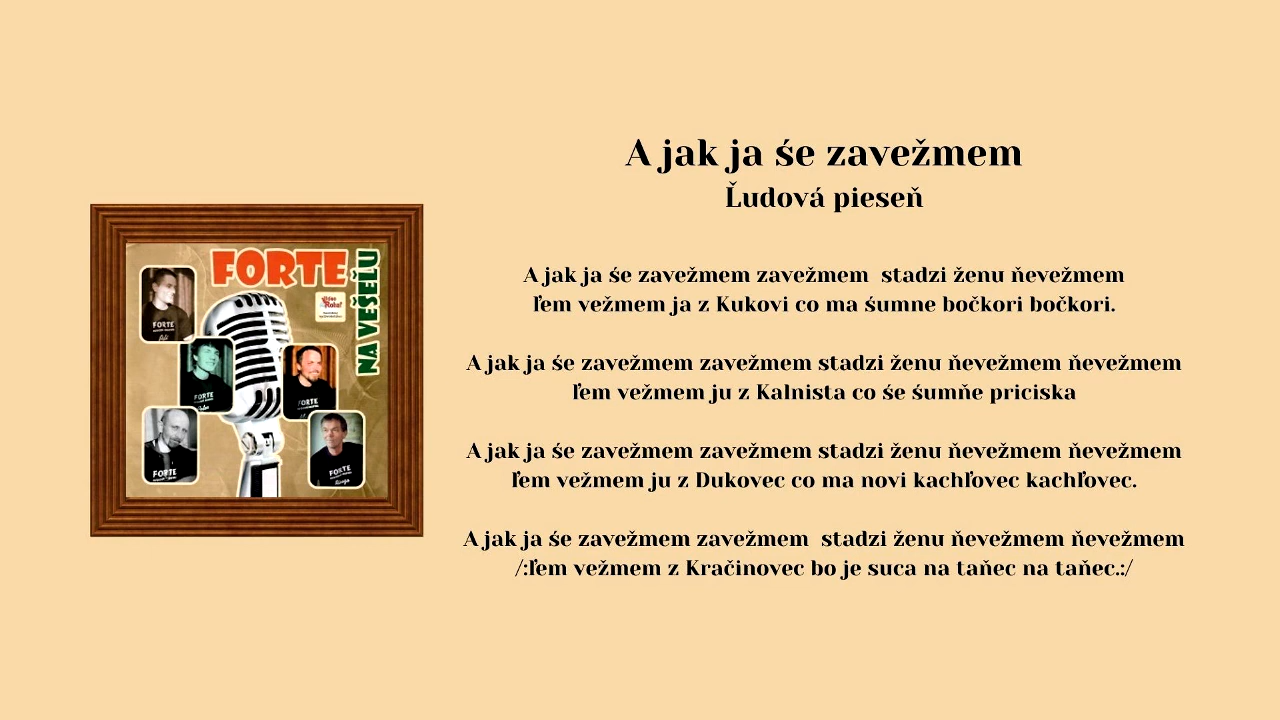 A jak ja śe zavežmem
Ľudová pieseň
A jak ja śe zavežmem zavežmem  stadzi ženu ňevežmem
ľem vežmem ja z Kukovi co ma śumne bočkori bočkori.
A jak ja śe zavežmem zavežmem stadzi ženu ňevežmem ňevežmem
ľem vežmem ju z Kalnista co śe śumňe priciska
A jak ja śe zavežmem zavežmem stadzi ženu ňevežmem ňevežmem
ľem vežmem ju z Dukovec co ma novi kachľovec kachľovec.
A jak ja śe zavežmem zavežmem  stadzi ženu ňevežmem ňevežmem
/:ľem vežmem z Kračinovec bo je suca na taňec na taňec.:/
FORTE
NA VEŠEĽU
FORTE
FORTE
FORTE
FORTE
FORTE